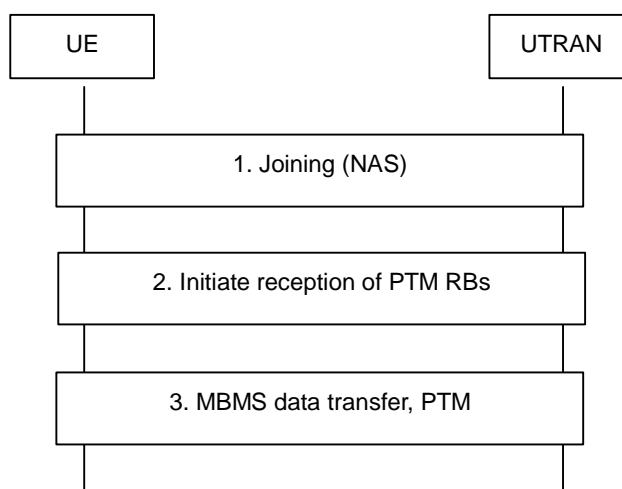 UE
UTRAN
1. Joining (NAS)
2. Initiate reception of PTM RBs
3. MBMS data transfer, PTM